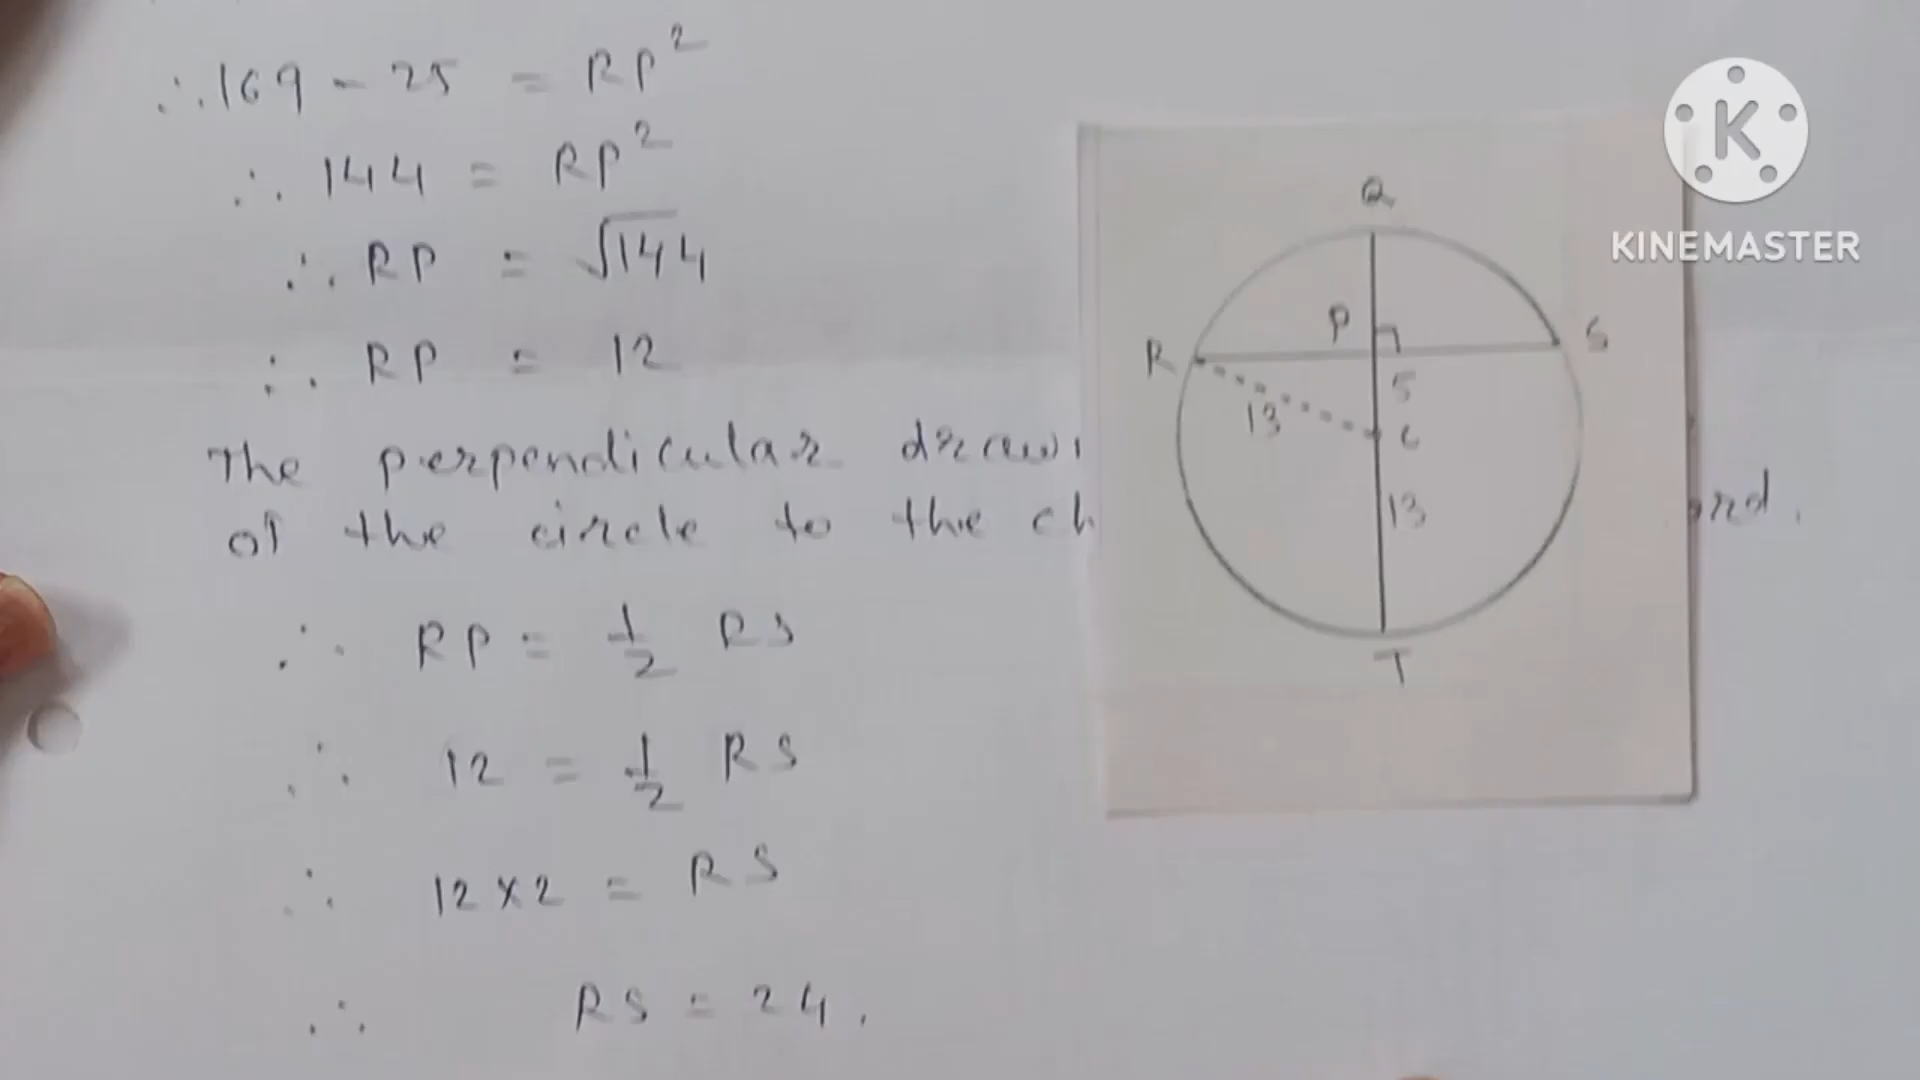 ∴ 169 - 25 = RP²
∴ 144 = RP²
∴ RP = √144
∴ RP = 12
The perpendicular
of the circle to the
∴ RP = 1/2 RS
∴ 12 = 1/2 RS
∴ 12 × 2 = RS
∴ RS = 24.
Q
P
S
R
5
13
C
13
T
K
KINEMASTER